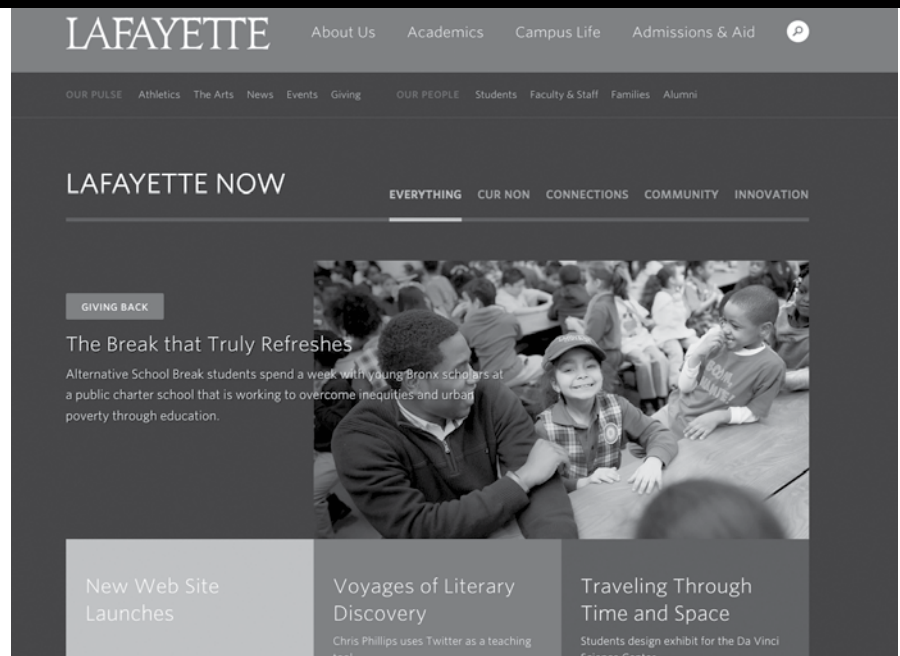 LAFAYETTE
About Us Academics Campus Life Admissions & Aid
OUR PULSE Athletics The Arts News Events Giving OUR PEOPLE Students Faculty & Staff Families Alumni
LAFAYETTE NOW
EVERYTHING CUR NON CONNECTIONS COMMUNITY INNOVATION
GIVING BACK
The Break that Truly Refreshes
Alternative School Break students spend a week with young Bronx scholars at
a public charter school that is working to overcome inequities and urban
poverty through education.
New Web Site
Launches
Voyages of Literary
Discovery
Chris Phillips uses Twitter as a teaching
Traveling Through
Time and Space
Students design exhibit for the Da Vinci